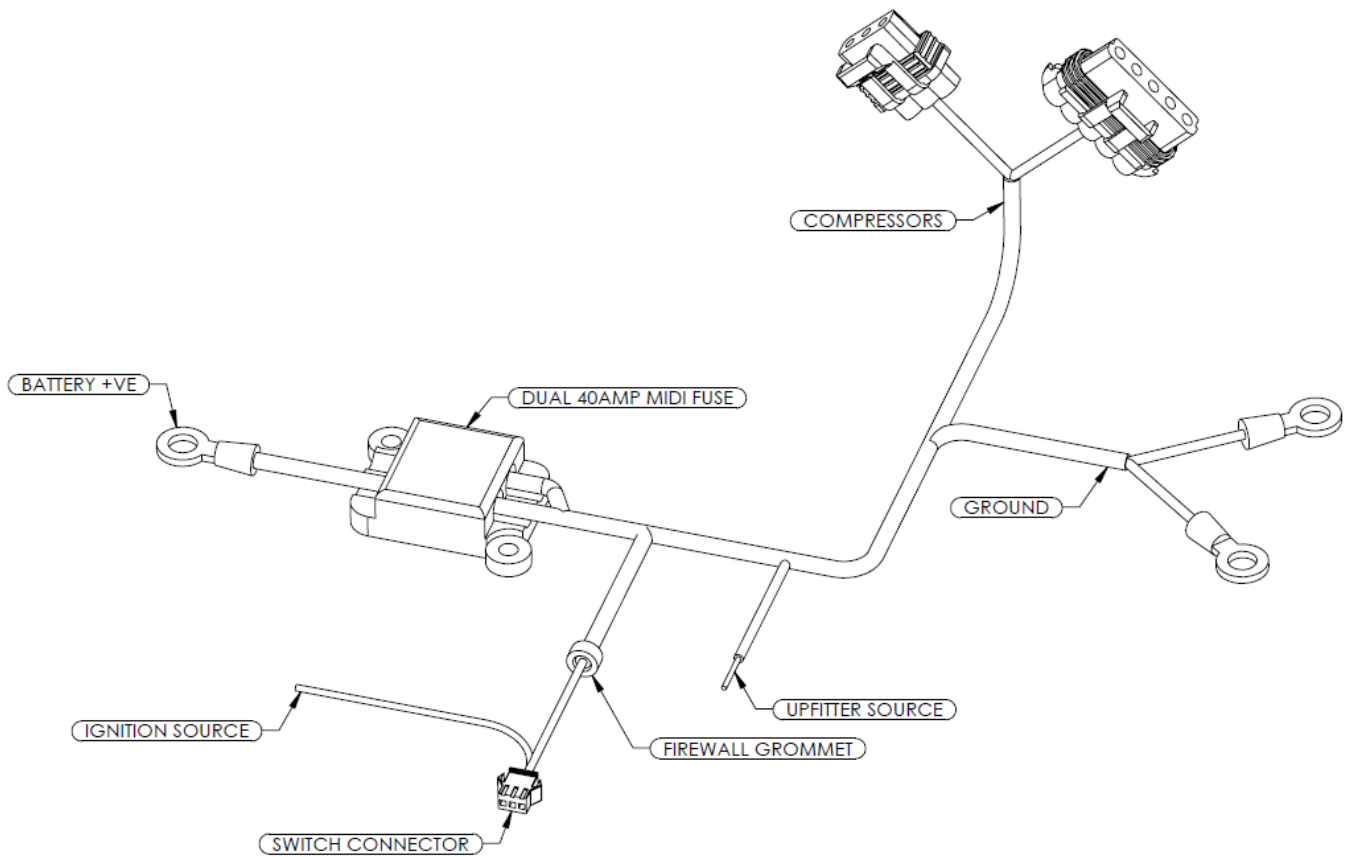 COMPRESSORS
BATTERY +VE
DUAL 40AMP MIDI FUSE
GROUND
UPFITTER SOURCE
IGNITION SOURCE
FIREWALL GROMMET
SWITCH CONNECTOR